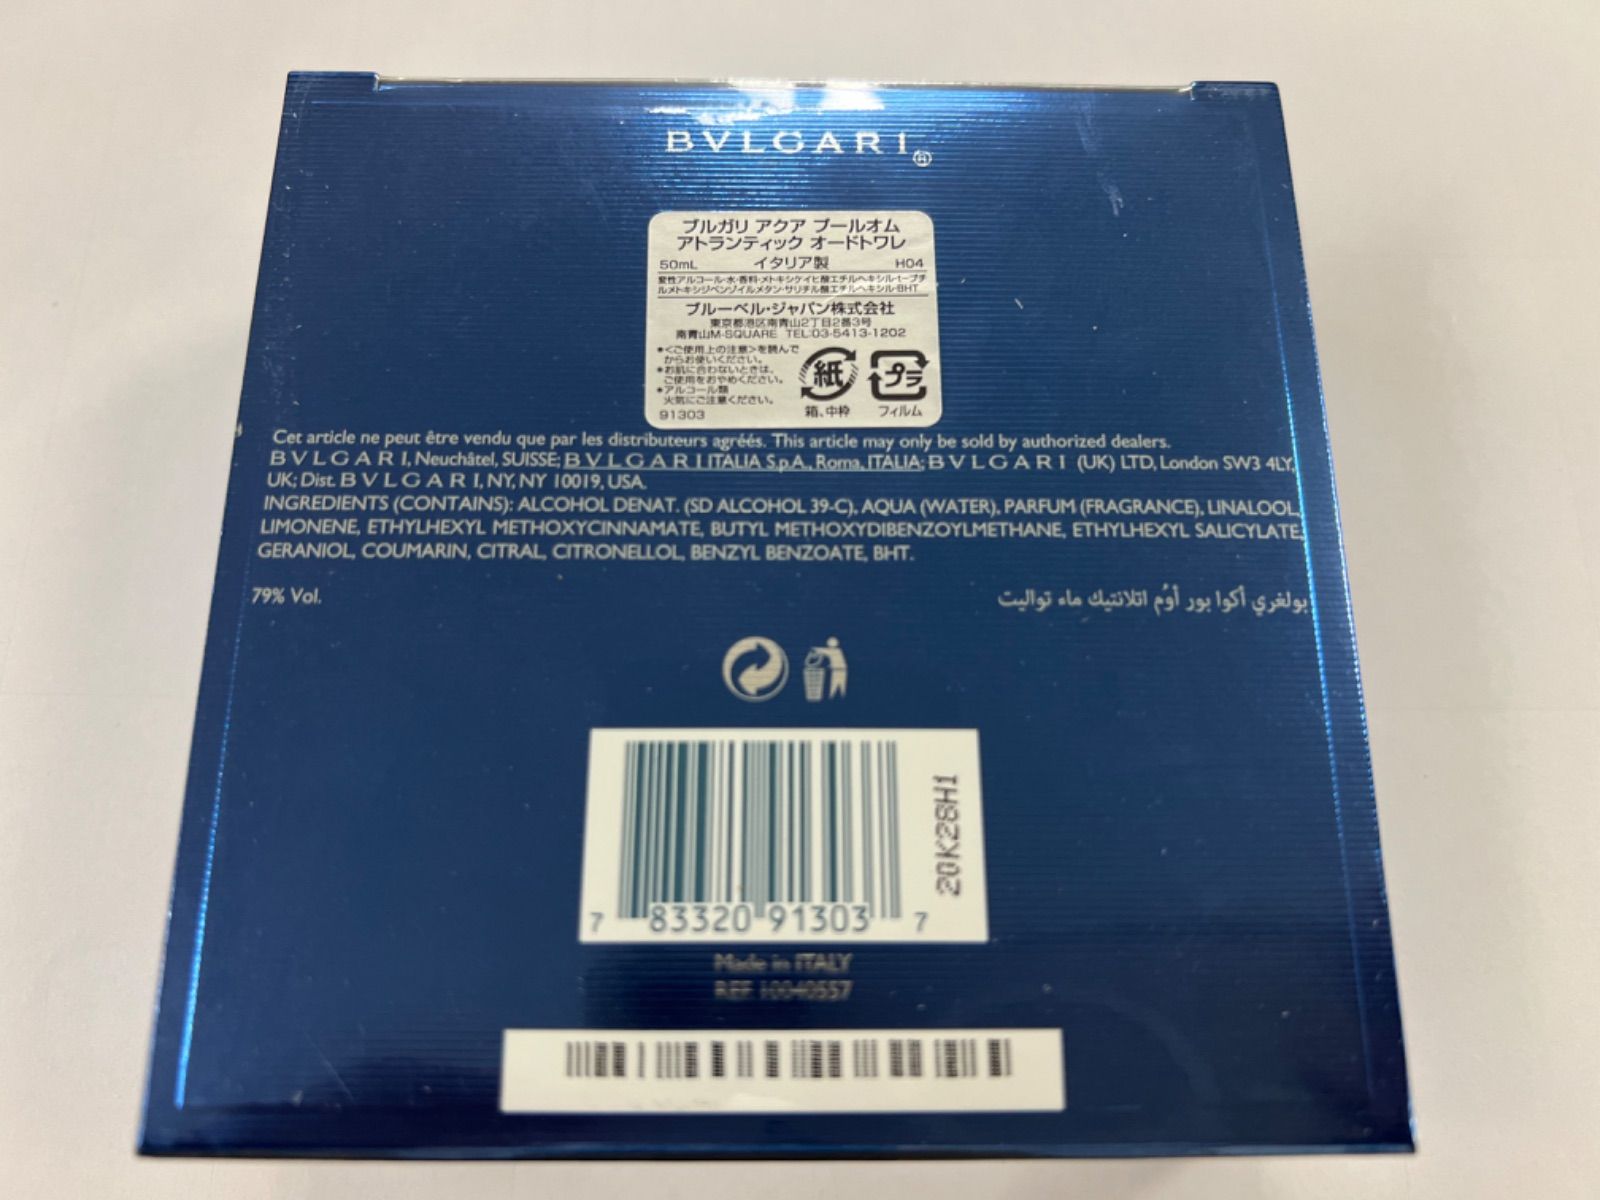 BVLGARI®
ブルガリ アクア プールオム
アトランティック オードトワレ
50mL イタリア製 H04
変性アルコール・水・香料・メトキシケイヒ酸エチルヘキシル・t-ブチ
ルメトキシジベンゾイルメタン・サリチル酸エチルヘキシル・BHT
ブルーベル・ジャパン株式会社
東京都港区南青山2丁目2番3号
南青山M-SQUARE TEL:03-5413-1202
•<ご使用上の注意>を読んで
からお使いください。
•お肌に合わないときは、
ご使用をおやめください。
•アルコール類
火気にご注意ください。
91303
紙
箱、中枠
プラ
フィルム
Cet article ne peut être vendu que par les distributeurs agréés. This article may only be sold by authorized dealers.
BVLGARI, Neuchâtel, SUISSE; BVLGARI ITALIA S.p.A., Roma, ITALIA; BVLGARI (UK) LTD, London SW3 4LY,
UK; Dist. BVLGARI, NY, NY 10019, USA.
INGREDIENTS (CONTAINS): ALCOHOL DENAT. (SD ALCOHOL 39-C), AQUA (WATER), PARFUM (FRAGRANCE), LINALOOL,
LIMONENE, ETHYLHEXYL METHOXYCINNAMATE, BUTYL METHOXYDIBENZOYLMETHANE, ETHYLHEXYL SALICYLATE,
GERANIOL, COUMARIN, CITRAL, CITRONELLOL, BENZYL BENZOATE, BHT.
79% Vol.
بولغري أكوا بور أوُم اتلانتيك ماء تواليت
20K28H1
7 83320 91303 7
Made in ITALY
REF. 10040557